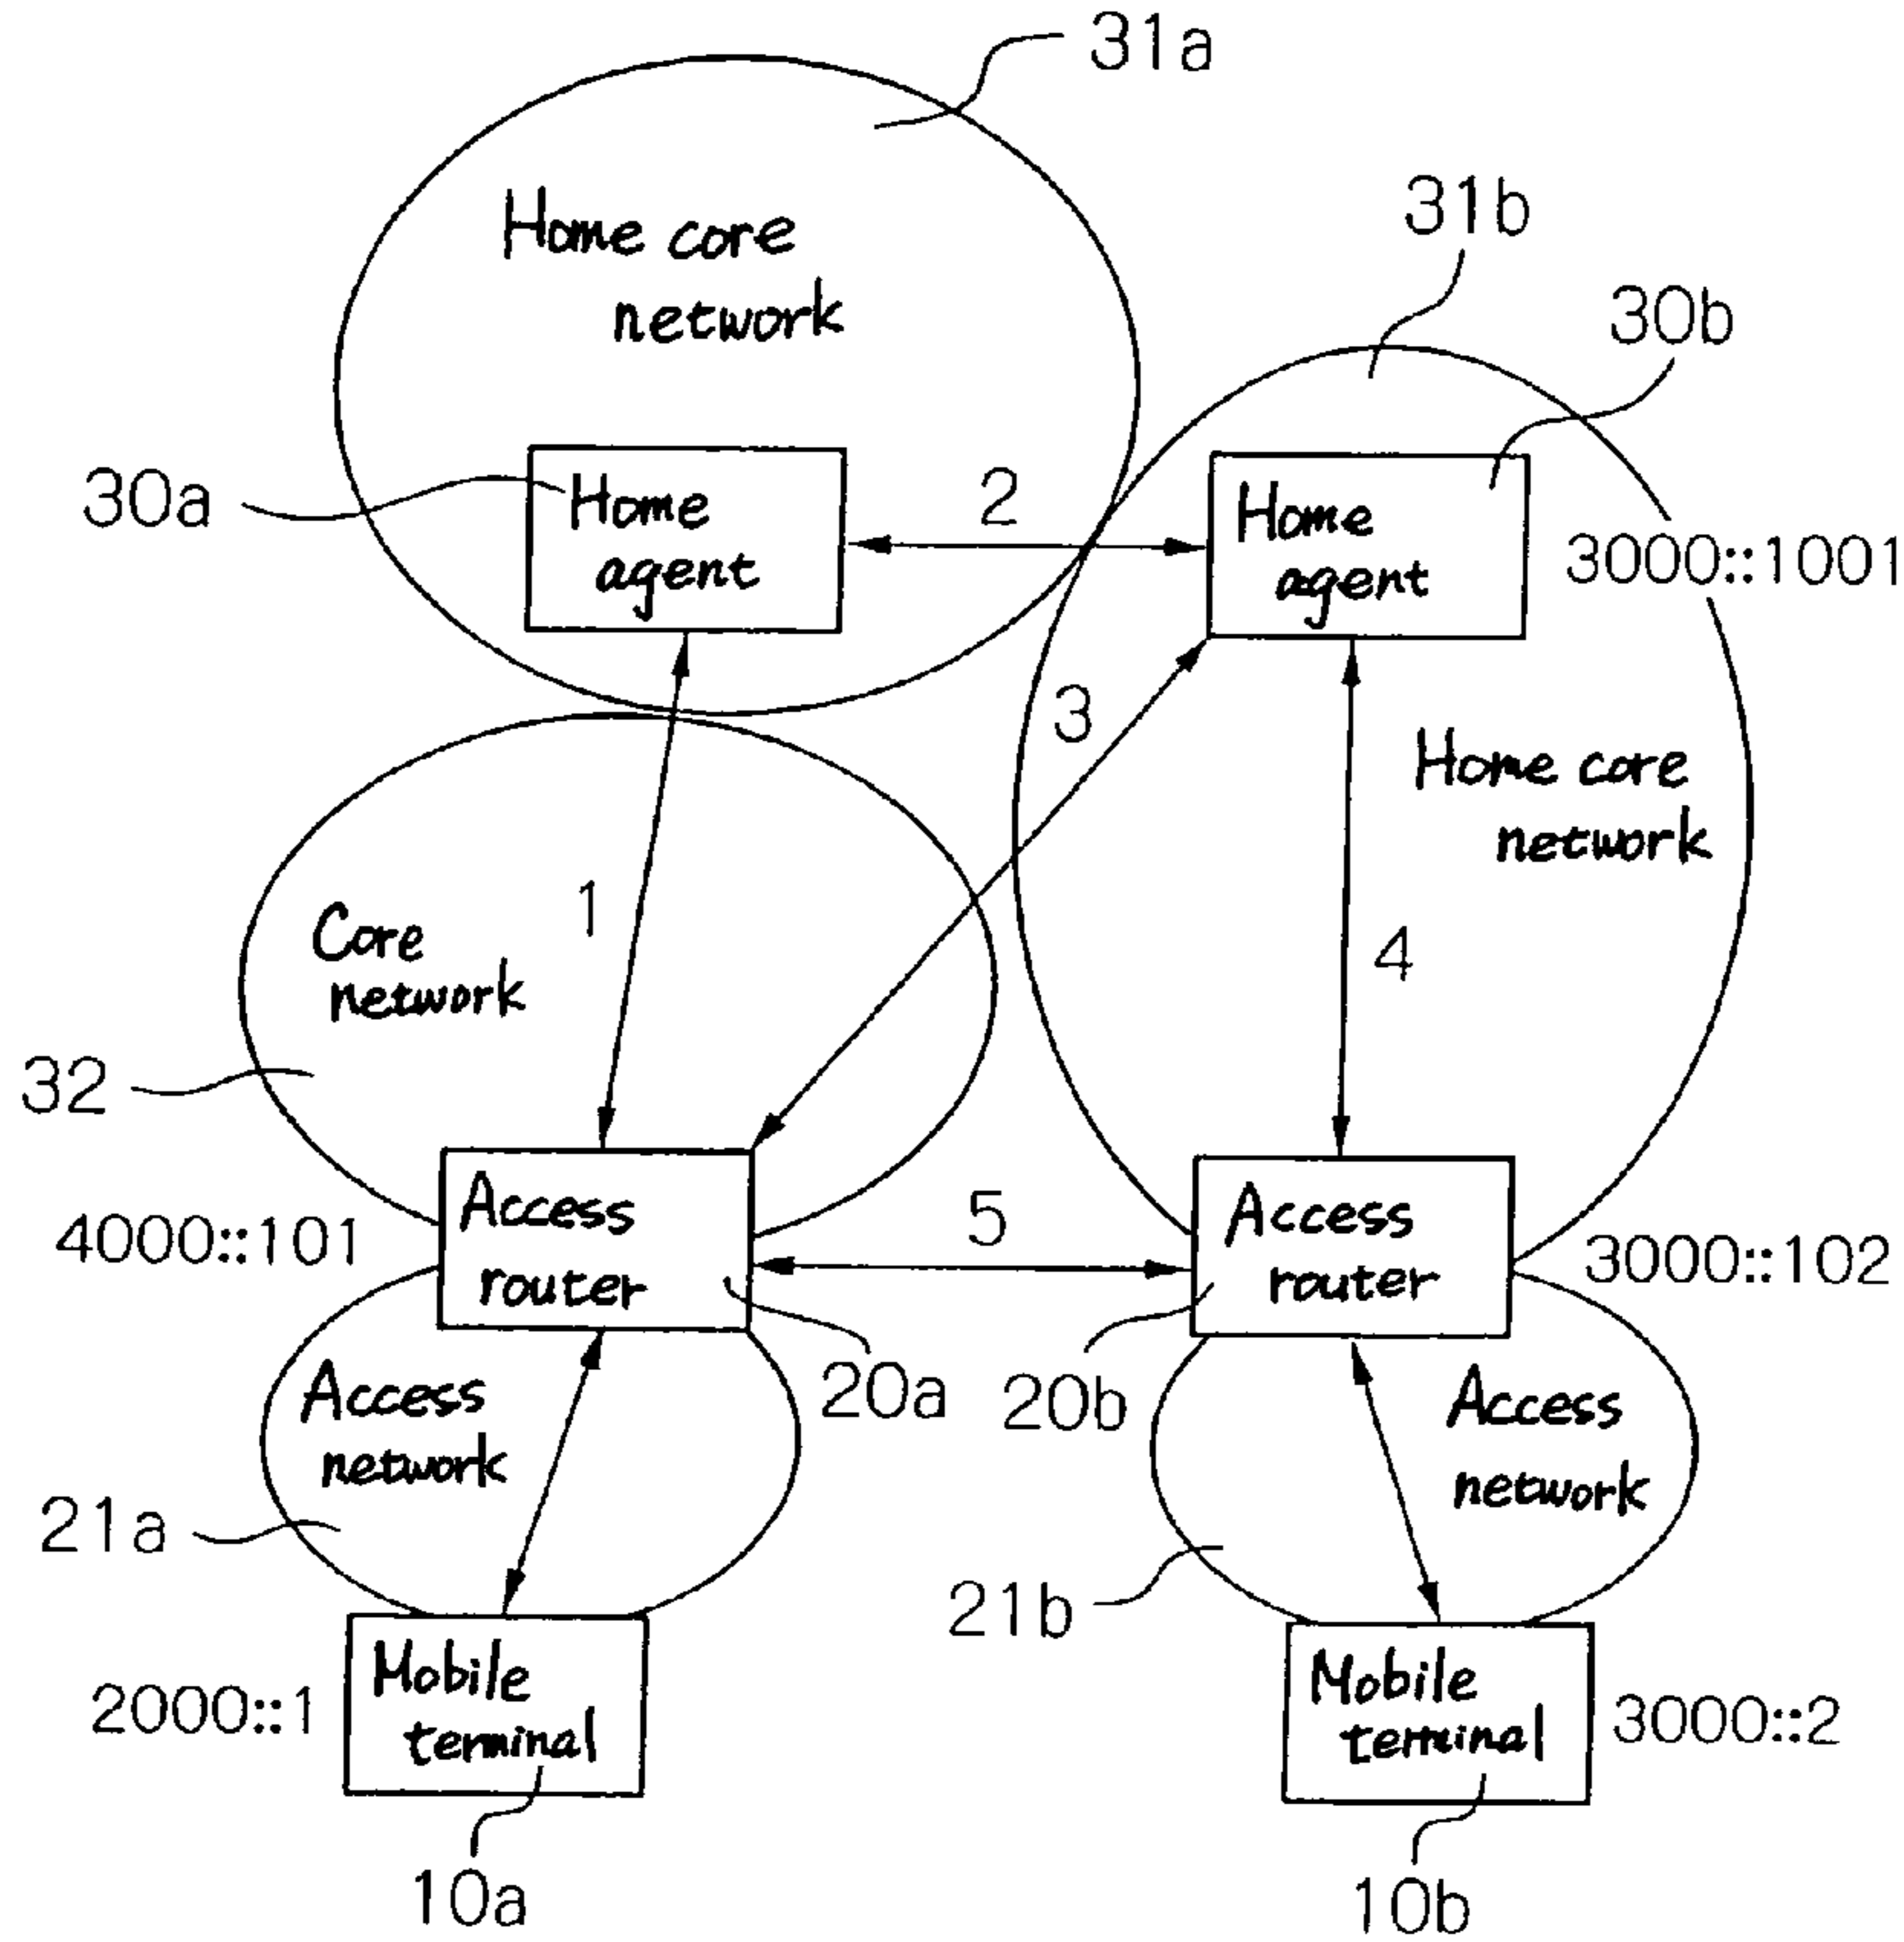 31a
Home core
network
31b
30b
30a
Home
agent
2
Home
agent
3000::1001
3
Home core
network
1
Core
network
4
32
Access
router
4000::101
5
Access
router
3000::102
20a
20b
Access
network
Access
network
21a
21b
Mobile
terminal
2000::1
Mobile
terminal
3000::2
10a
10b